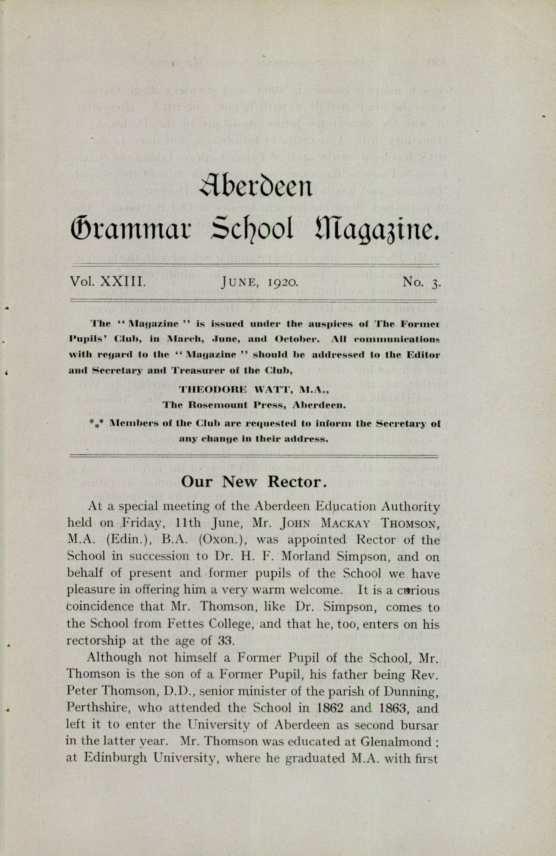 Aberdeen
Grammar School Magazine.
Vol. XXIII. JUNE, 1920. No. 3.
The "Magazine" is issued under the auspices of The Former
Pupils' Club, in March, June, and October. All communications
with regard to the "Magazine" should be addressed to the Editor
and Secretary and Treasurer of the Club,
THEODORE WATT, M.A.,
The Rosemount Press, Aberdeen.
*** Members of the Club are requested to inform the Secretary of
any change in their address.
Our New Rector.
At a special meeting of the Aberdeen Education Authority
held on Friday, 11th June, Mr. JOHN MACKAY THOMSON,
M.A. (Edin.), B.A. (Oxon.), was appointed Rector of the
School in succession to Dr. H. F. Morland Simpson, and on
behalf of present and former pupils of the School we have
pleasure in offering him a very warm welcome. It is a curious
coincidence that Mr. Thomson, like Dr. Simpson, comes to
the School from Fettes College, and that he, too, enters on his
rectorship at the age of 33.
Although not himself a Former Pupil of the School, Mr.
Thomson is the son of a Former Pupil, his father being Rev.
Peter Thomson, D.D., senior minister of the parish of Dunning,
Perthshire, who attended the School in 1862 and 1863, and
left it to enter the University of Aberdeen as second bursar
in the latter year. Mr. Thomson was educated at Glenalmond;
at Edinburgh University, where he graduated M.A. with first